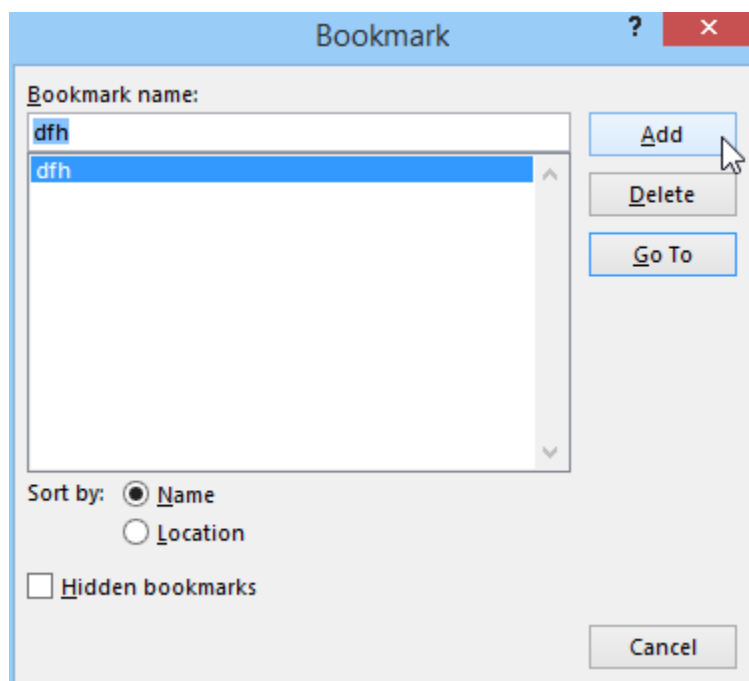 Bookmark ?
Bookmark name:
dfh
Add
dfh
Delete
Go To
Sort by: Name
Location
Hidden bookmarks
Cancel